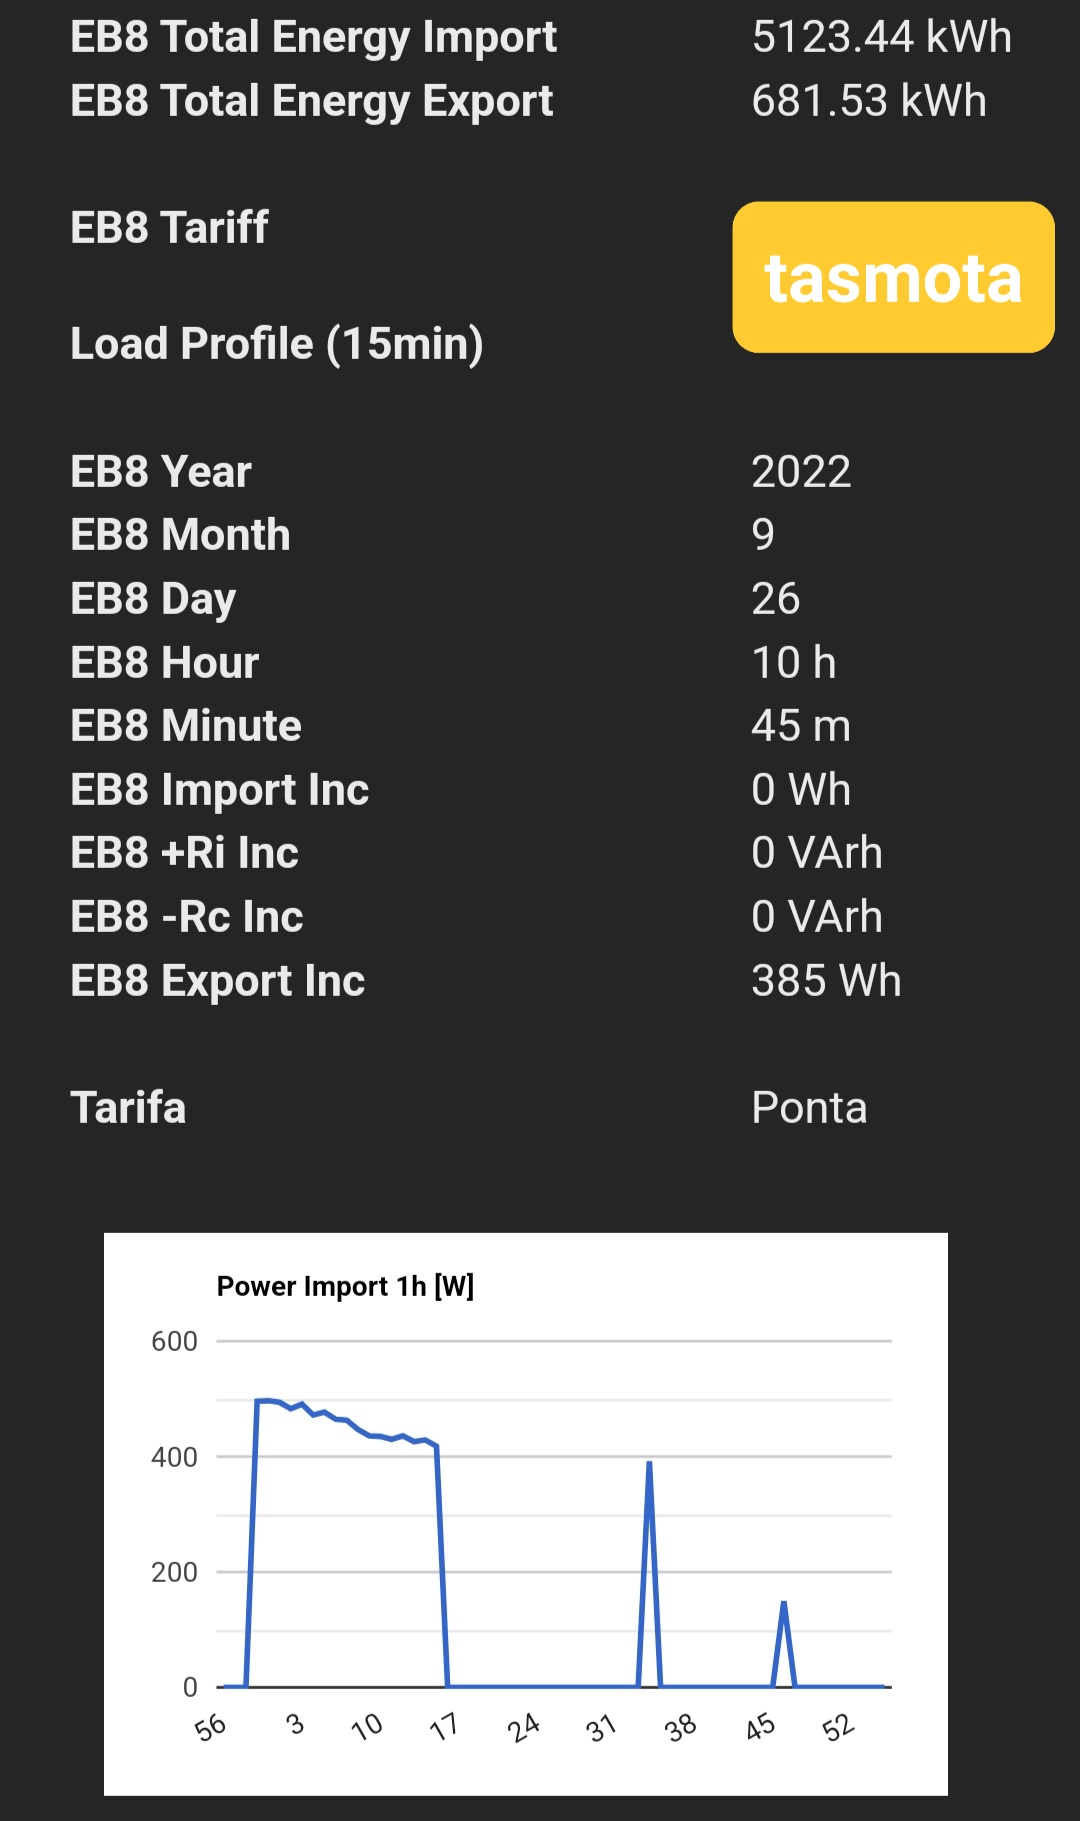 EB8 Total Energy Import 5123.44 kWh
EB8 Total Energy Export 681.53 kWh
EB8 Tariff
tasmota
Load Profile (15min)
EB8 Year 2022
EB8 Month 9
EB8 Day 26
EB8 Hour 10 h
EB8 Minute 45 m
EB8 Import Inc 0 Wh
EB8 +Ri Inc 0 VArh
EB8 -Rc Inc 0 VArh
EB8 Export Inc 385 Wh
Tarifa Ponta
Power Import 1h [W]
600
400
200
0
56 3 10 17 24 31 38 45 52